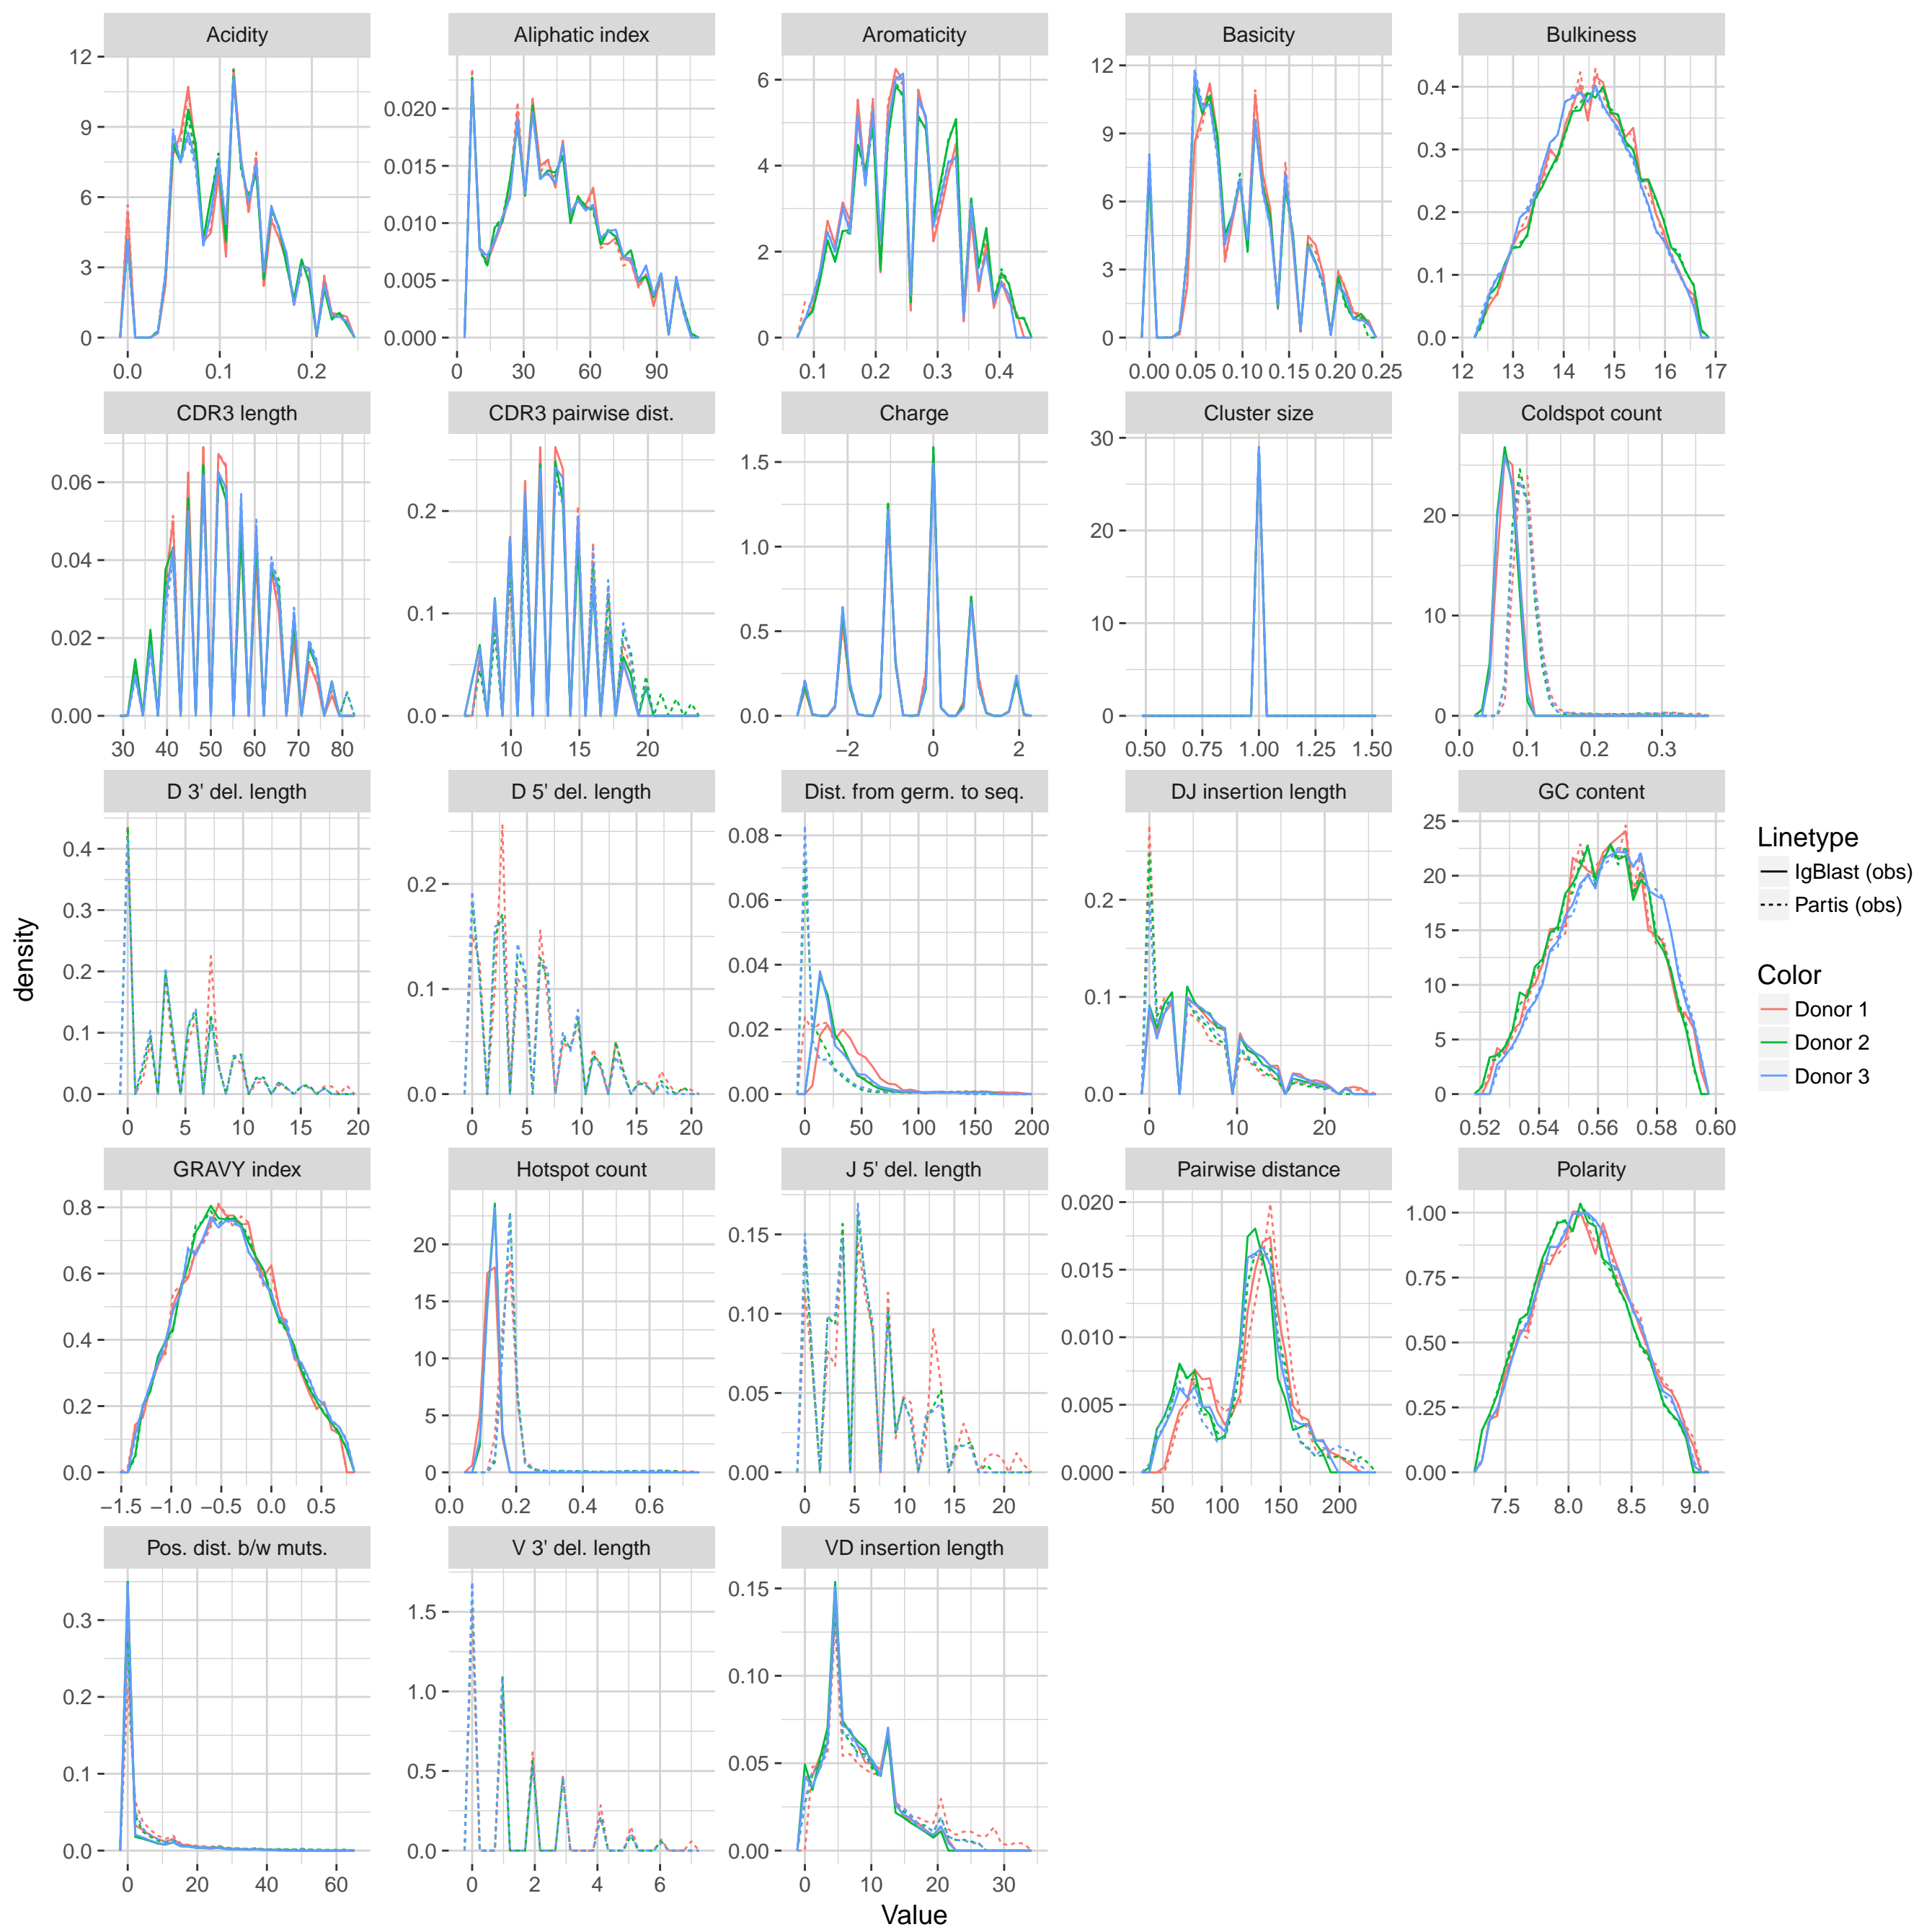 Acidity
Aliphatic index
Aromaticity
Basicity
Bulkiness
12
9
6
3
0
0.0 0.1 0.2
0.020
0.015
0.010
0.005
0.000
0 30 60 90
6
4
2
0
0.1 0.2 0.3 0.4
12
9
6
3
0
0.00 0.05 0.10 0.15 0.20 0.25
0.4
0.3
0.2
0.1
0.0
12 13 14 15 16 17
CDR3 length
CDR3 pairwise dist.
Charge
Cluster size
Coldspot count
0.06
0.04
0.02
0.00
30 40 50 60 70 80
0.2
0.1
0.0
10 15 20
1.5
1.0
0.5
0.0
−2 0 2
30
20
10
0
0.50 0.75 1.00 1.25 1.50
20
10
0
0.0 0.1 0.2 0.3
D 3' del. length
D 5' del. length
Dist. from germ. to seq.
DJ insertion length
GC content
0.4
0.3
0.2
0.1
0.0
0 5 10 15 20
0.2
0.1
0.0
0 5 10 15 20
0.08
0.06
0.04
0.02
0.00
0 50 100 150 200
0.2
0.1
0.0
0 10 20
25
20
15
10
5
0
0.52 0.54 0.56 0.58 0.60
GRAVY index
Hotspot count
J 5' del. length
Pairwise distance
Polarity
0.8
0.6
0.4
0.2
0.0
−1.5 −1.0 −0.5 0.0 0.5
20
15
10
5
0
0.0 0.2 0.4 0.6
0.15
0.10
0.05
0.00
0 5 10 15 20
0.020
0.015
0.010
0.005
0.000
50 100 150 200
1.00
0.75
0.50
0.25
0.00
7.5 8.0 8.5 9.0
Pos. dist. b/w muts.
V 3' del. length
VD insertion length
0.3
0.2
0.1
0.0
0 20 40 60
1.5
1.0
0.5
0.0
0 2 4 6
0.15
0.10
0.05
0.00
0 10 20 30
density
Value
Linetype
IgBlast (obs)
Partis (obs)
Color
Donor 1
Donor 2
Donor 3